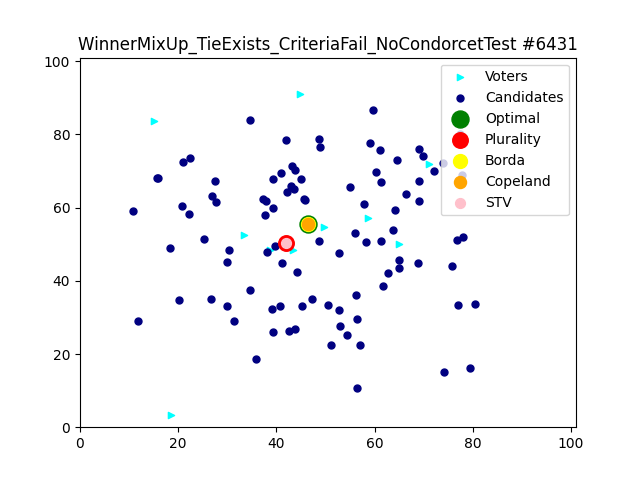 WinnerMixUp_TieExists_CriteriaFail_NoCondorcetTest #6431
100
80
60
40
20
0
0
20
40
60
80
100
Voters
Candidates
Optimal
Plurality
Borda
Copeland
STV